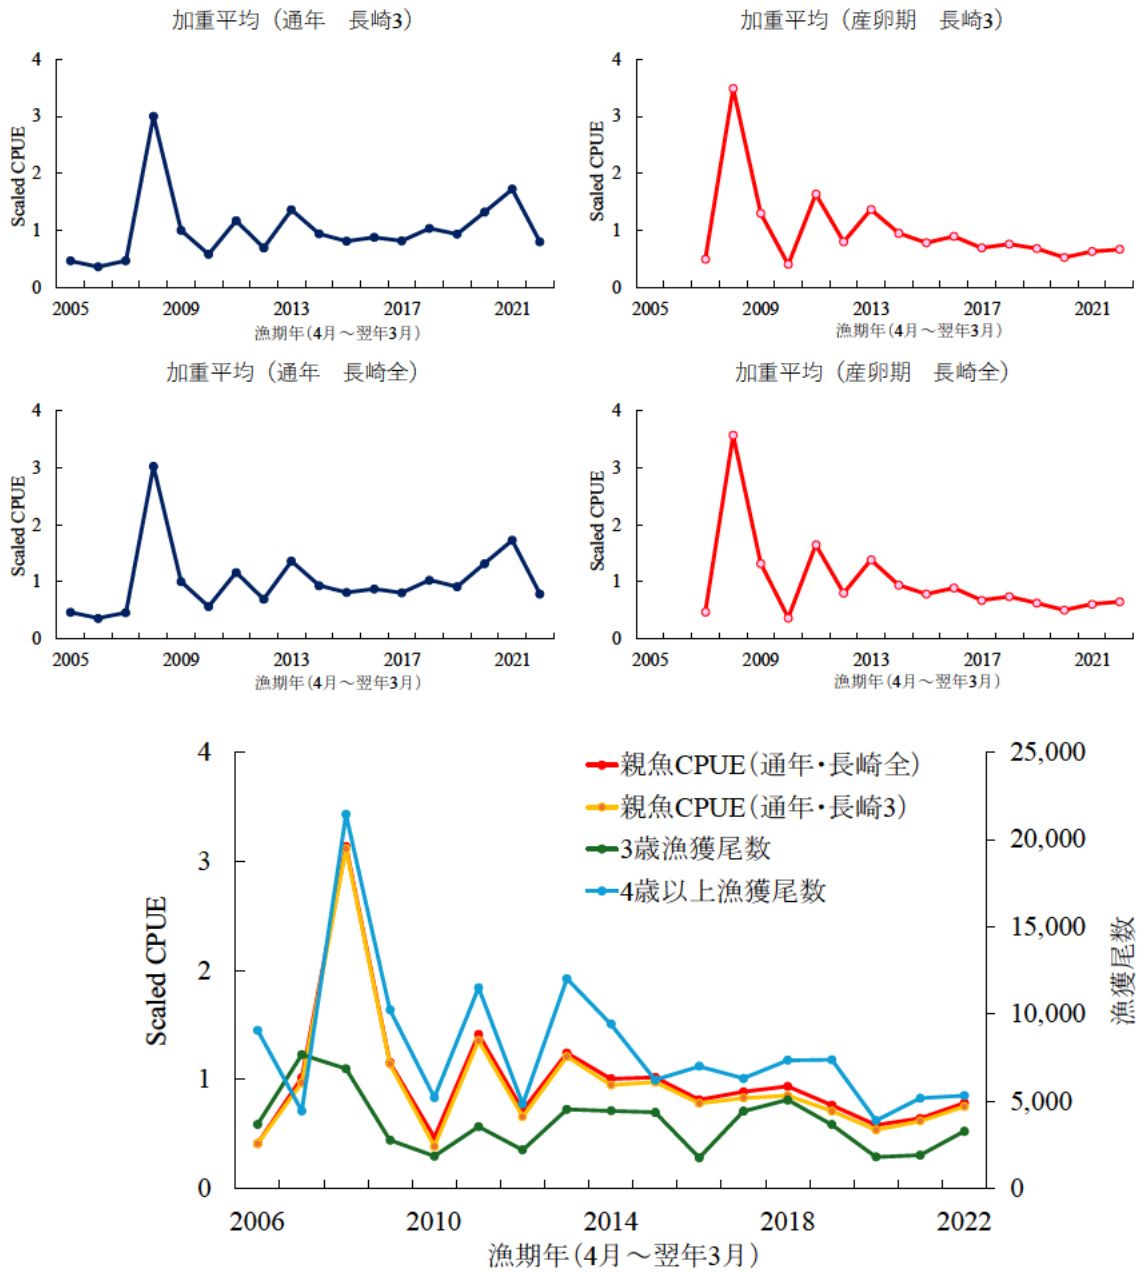 加重平均（通年　長崎3）
Scaled CPUE
4
3
2
1
0
2005 2009 2013 2017 2021
漁期年（4月～翌年3月）
加重平均（産卵期　長崎3）
Scaled CPUE
4
3
2
1
0
2005 2009 2013 2017 2021
漁期年（4月～翌年3月）
加重平均（通年　長崎全）
Scaled CPUE
4
3
2
1
0
2005 2009 2013 2017 2021
漁期年（4月～翌年3月）
加重平均（産卵期　長崎全）
Scaled CPUE
4
3
2
1
0
2005 2009 2013 2017 2021
漁期年（4月～翌年3月）
Scaled CPUE
4
3
2
1
0
親魚CPUE（通年・長崎全）
親魚CPUE（通年・長崎3）
3歳漁獲尾数
4歳以上漁獲尾数
25,000
20,000
15,000
10,000
5,000
0
漁獲尾数
2006 2010 2014 2018 2022
漁期年（4月～翌年3月）